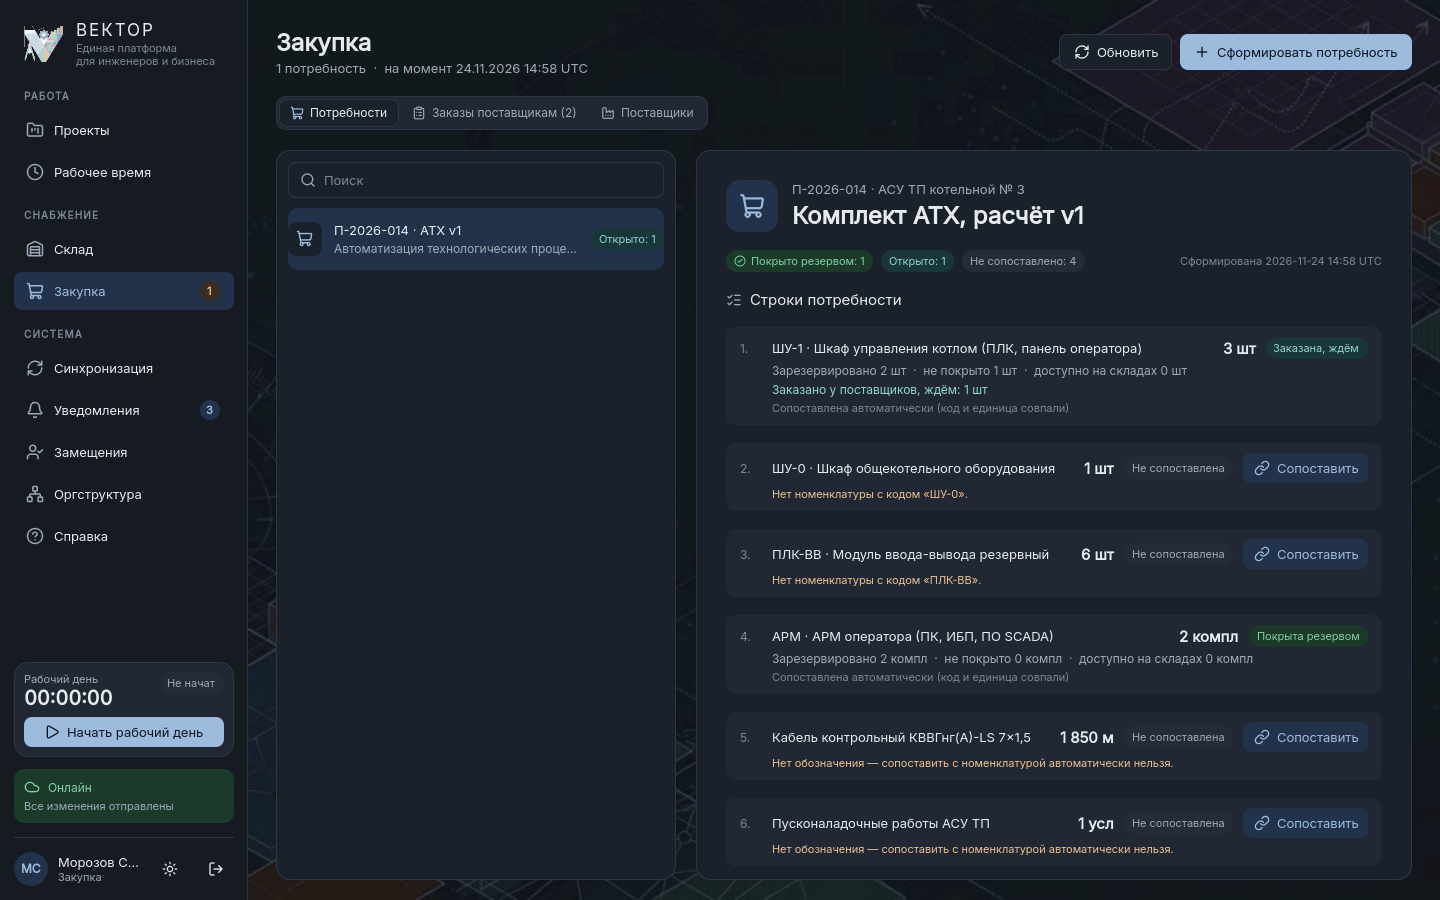 ВЕКТОР
Единая платформа
для инженеров и бизнеса
РАБОТА
Проекты
Рабочее время
СНАБЖЕНИЕ
Склад
Закупка 1
СИСТЕМА
Синхронизация
Уведомления 3
Замещения
Оргструктура
Справка
Рабочий день
00:00:00
Не начат
Начать рабочий день
Онлайн
Все изменения отправлены
МС
Морозов С...
Закупка
Закупка
1 потребность · на момент 24.11.2026 14:58 UTC
Обновить
Сформировать потребность
Потребности
Заказы поставщикам (2)
Поставщики
Поиск
П-2026-014 · АТХ v1
Автоматизация технологических проце...
Открыто: 1
П-2026-014 · АСУ ТП котельной № 3
Комплект АТХ, расчёт v1
Покрыто резервом: 1
Открыто: 1
Не сопоставлено: 4
Сформирована 2026-11-24 14:58 UTC
Строки потребности
1. ШУ-1 · Шкаф управления котлом (ПЛК, панель оператора) 3 шт Заказана, ждём
Зарезервировано 2 шт · не покрыто 1 шт · доступно на складах 0 шт
Заказано у поставщиков, ждём: 1 шт
Сопоставлена автоматически (код и единица совпали)
2. ШУ-0 · Шкаф общекотельного оборудования 1 шт Не сопоставлена Сопоставить
Нет номенклатуры с кодом «ШУ-0».
3. ПЛК-ВВ · Модуль ввода-вывода резервный 6 шт Не сопоставлена Сопоставить
Нет номенклатуры с кодом «ПЛК-ВВ».
4. АРМ · АРМ оператора (ПК, ИБП, ПО SCADA) 2 компл Покрыта резервом
Зарезервировано 2 компл · не покрыто 0 компл · доступно на складах 0 компл
Сопоставлена автоматически (код и единица совпали)
5. Кабель контрольный КВВГнг(А)-LS 7×1,5 1 850 м Не сопоставлена Сопоставить
Нет обозначения — сопоставить с номенклатурой автоматически нельзя.
6. Пусконаладочные работы АСУ ТП 1 усл Не сопоставлена Сопоставить
Нет обозначения — сопоставить с номенклатурой автоматически нельзя.